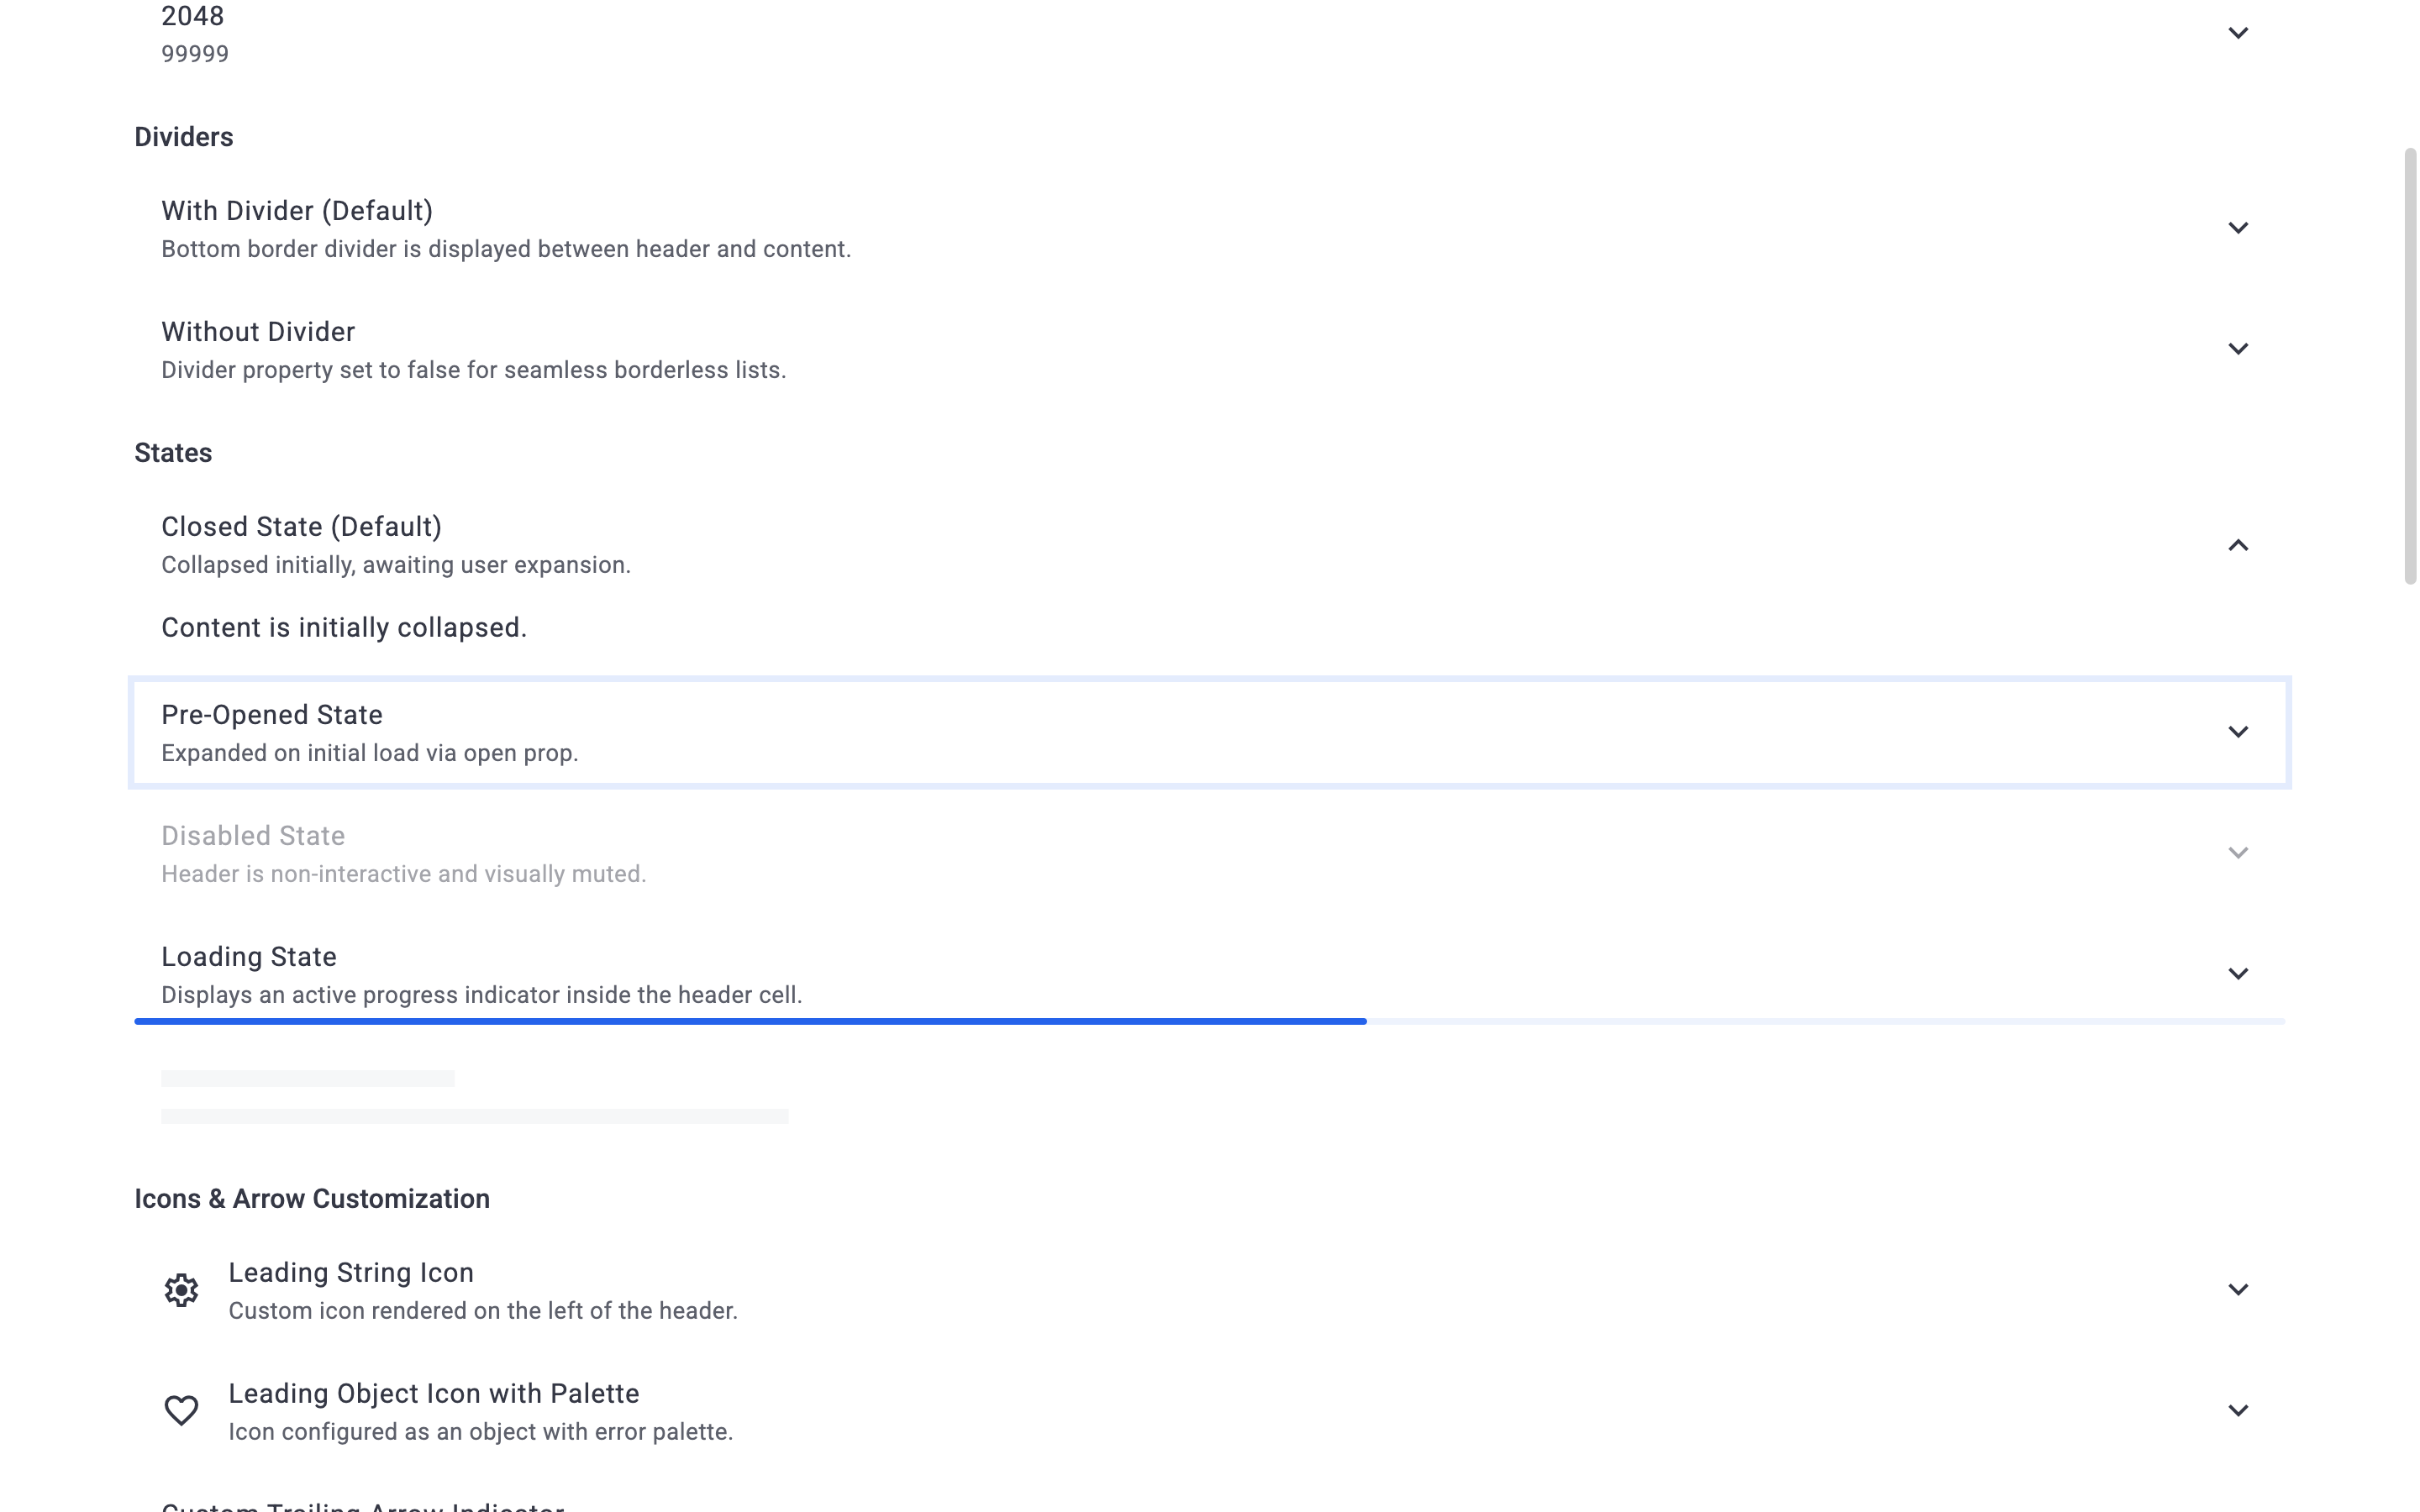 2048
99999
Dividers
With Divider (Default)
Bottom border divider is displayed between header and content.
Without Divider
Divider property set to false for seamless borderless lists.
States
Closed State (Default)
Collapsed initially, awaiting user expansion.
Content is initially collapsed.
Pre-Opened State
Expanded on initial load via open prop.
Disabled State
Header is non-interactive and visually muted.
Loading State
Displays an active progress indicator inside the header cell.
Icons & Arrow Customization
Leading String Icon
Custom icon rendered on the left of the header.
Leading Object Icon with Palette
Icon configured as an object with error palette.
Custom Trailing Arrow Indicator